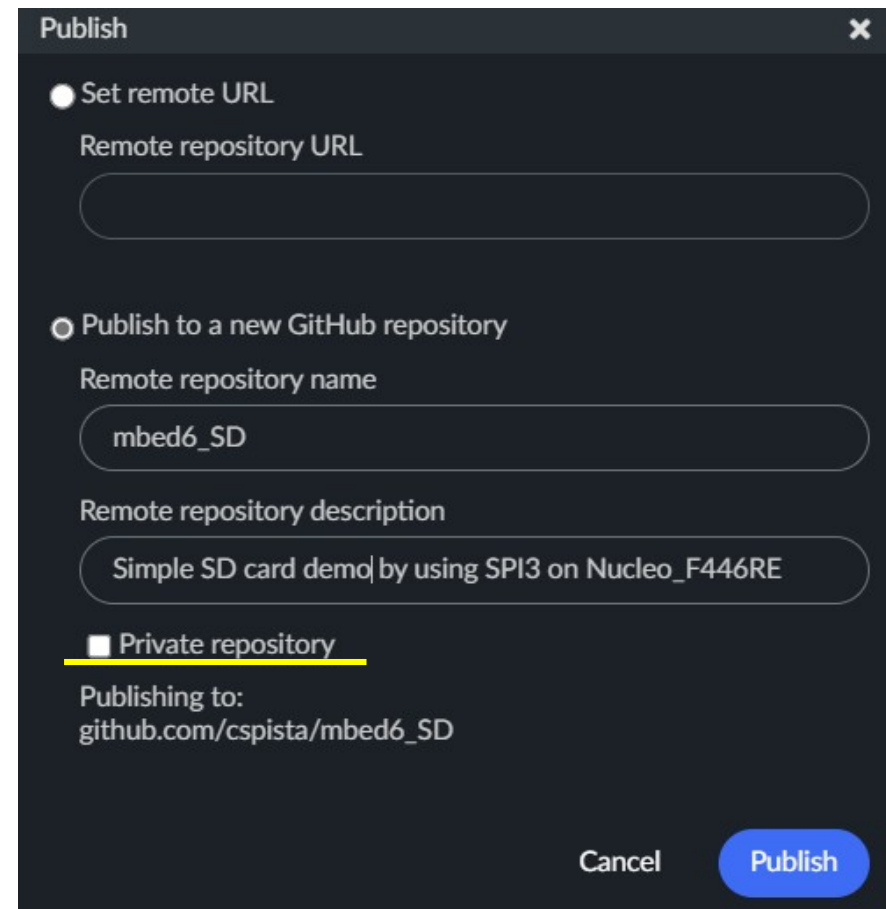 Publish
Set remote URL
Remote repository URL
Publish to a new GitHub repository
Remote repository name
mbed6_SD
Remote repository description
Simple SD card demo by using SPI3 on Nucleo_F446RE
Private repository
Publishing to:
github.com/cspista/mbed6_SD
Cancel Publish